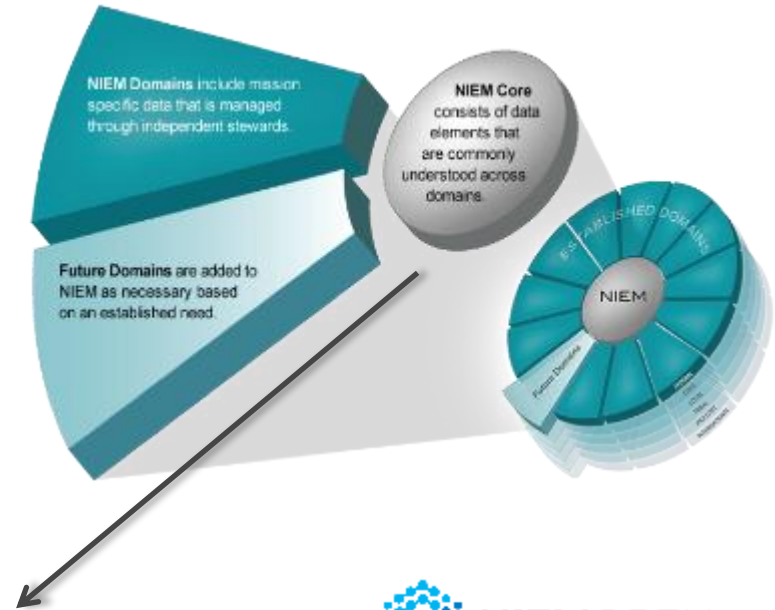 NIEM Domains include mission
specific data that is managed
through independent stewards.
NIEM Core
consists of data
elements that
are commonly
understood across
domains.
Future Domains are added to
NIEM as necessary based
on an established need.
ESTABLISHED DOMAINS
NIEM
Future Domains